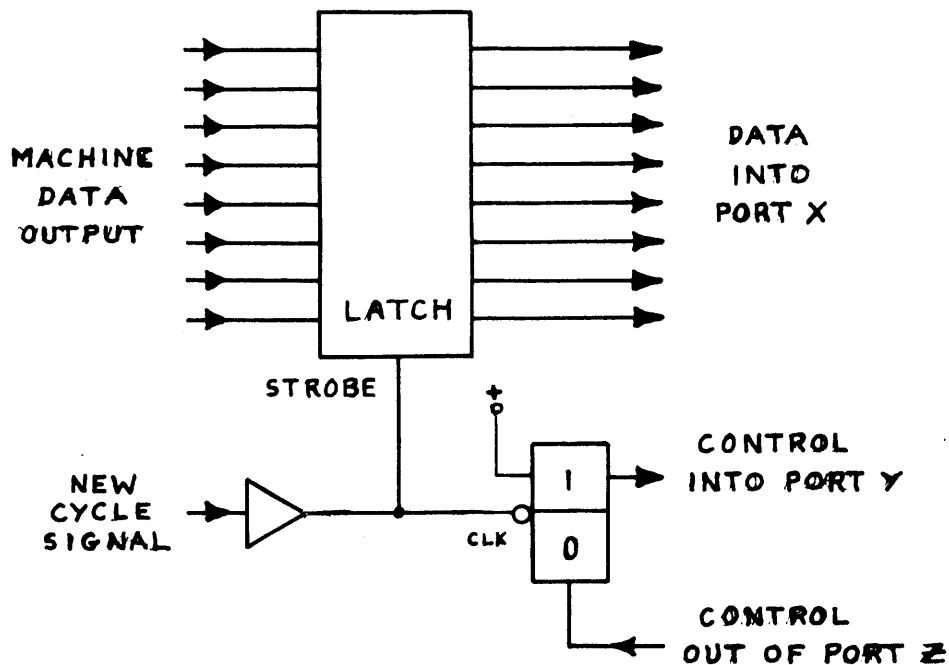 MACHINE
DATA
OUTPUT
DATA
INTO
PORT X
LATCH
STROBE
+
NEW
CYCLE
SIGNAL
CLK
1
0
CONTROL
INTO PORT Y
CONTROL
OUT OF PORT Z